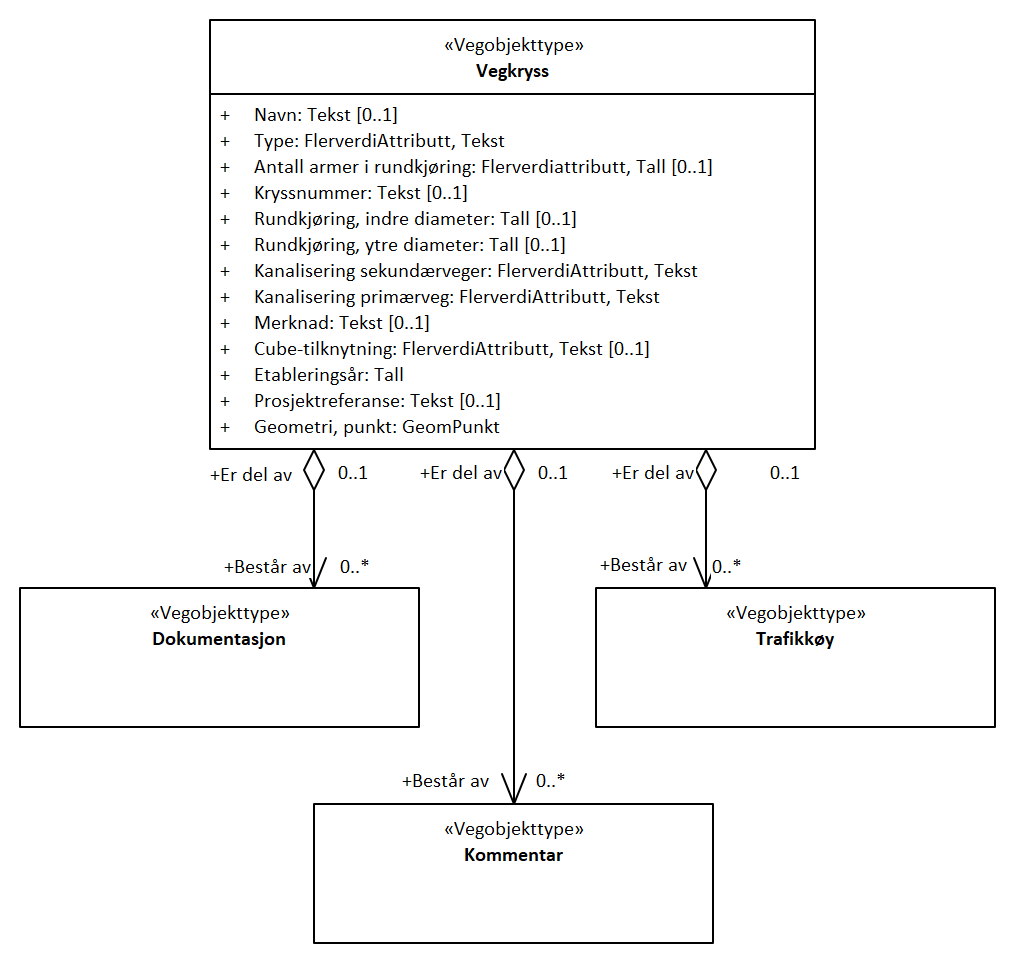 «Vegobjekttype»
Vegkryss
+ Navn: Tekst [0..1]
+ Type: FlerverdiAttributt, Tekst
+ Antall armer i rundkjøring: Flerverdiattributt, Tall [0..1]
+ Kryssnummer: Tekst [0..1]
+ Rundkjøring, indre diameter: Tall [0..1]
+ Rundkjøring, ytre diameter: Tall [0..1]
+ Kanalisering sekundærveger: FlerverdiAttributt, Tekst
+ Kanalisering primærveg: FlerverdiAttributt, Tekst
+ Merknad: Tekst [0..1]
+ Cube-tilknytning: FlerverdiAttributt, Tekst [0..1]
+ Etableringsår: Tall
+ Prosjektreferanse: Tekst [0..1]
+ Geometri, punkt: GeomPunkt
+Er del av 0..1 +Er del av 0..1 +Er del av 0..1
+Består av 0..* +Består av 0..*
«Vegobjekttype»
Dokumentasjon
«Vegobjekttype»
Trafikkøy
+Består av 0..*
«Vegobjekttype»
Kommentar